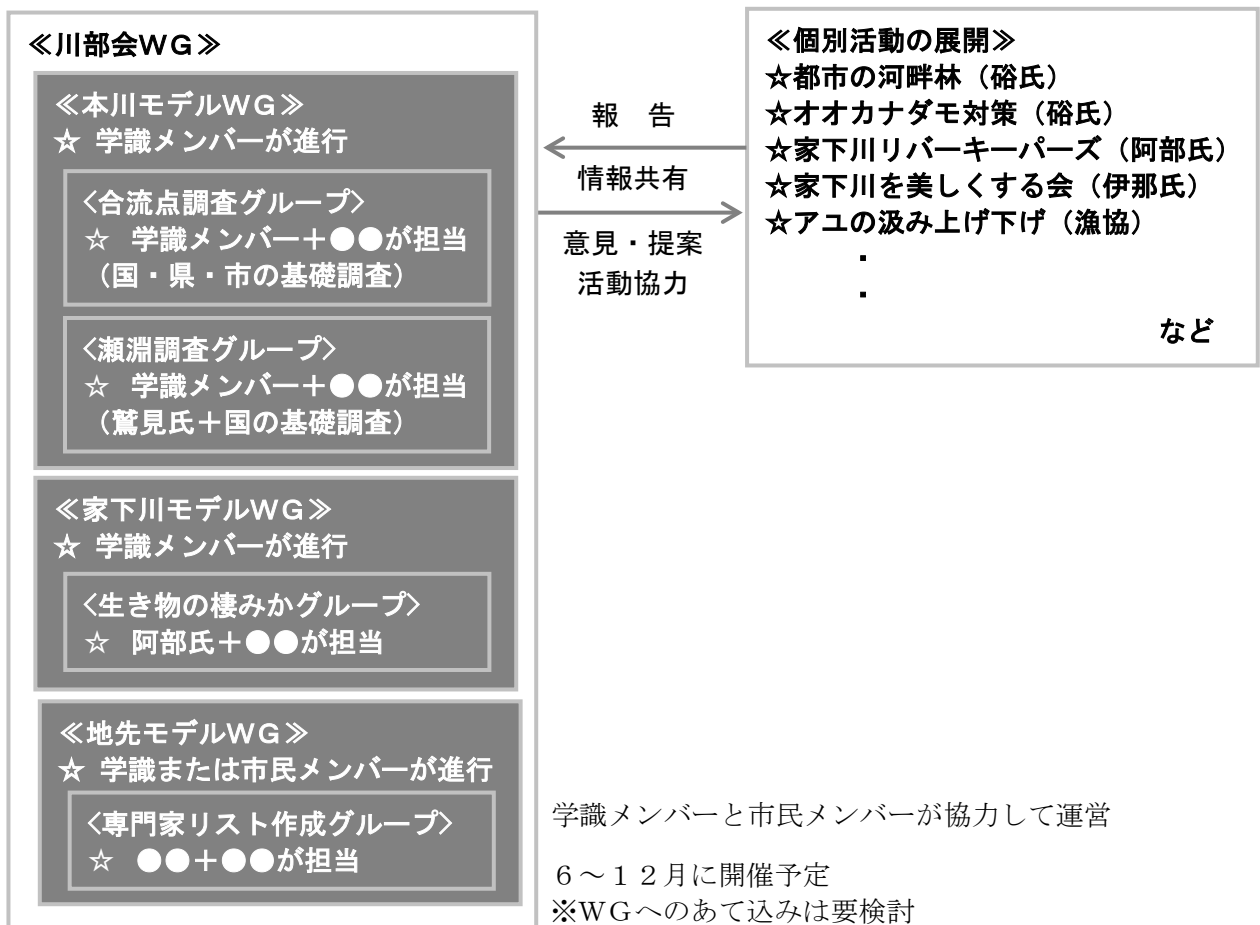 ≪川部会WG≫
≪本川モデルWG≫
☆ 学識メンバーが進行
<合流点調査グループ>
☆ 学識メンバー+●●が担当
(国・県・市の基礎調査)
<瀬淵調査グループ>
☆ 学識メンバー+●●が担当
(鷲見氏+国の基礎調査)
≪家下川モデルWG≫
☆ 学識メンバーが進行
<生き物の棲みかグループ>
☆ 阿部氏+●●が担当
≪地先モデルWG≫
☆ 学識または市民メンバーが進行
<専門家リスト作成グループ>
☆ ●●+●●が担当
報 告
情報共有
意見・提案
活動協力
≪個別活動の展開≫
☆都市の河畔林(硲氏)
☆オオカナダモ対策(硲氏)
☆家下川リバーキーパーズ(阿部氏)
☆家下川を美しくする会(伊那氏)
☆アユの汲み上げ下げ(漁協)
・
・
など
学識メンバーと市民メンバーが協力して運営
6~12月に開催予定
※WGへのあて込みは要検討